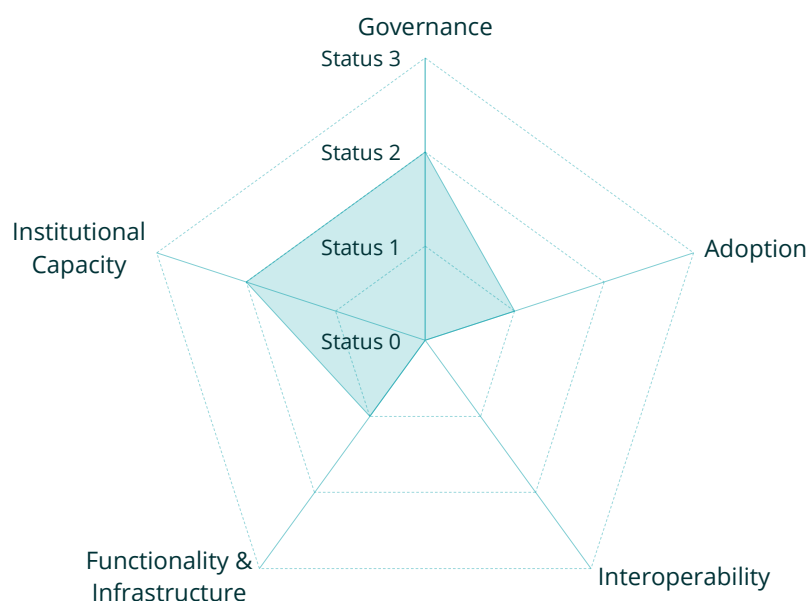 Governance
Status 3
Status 2
Institutional
Capacity
Status 1
Adoption
Status 0
Functionality &
Infrastructure
Interoperability